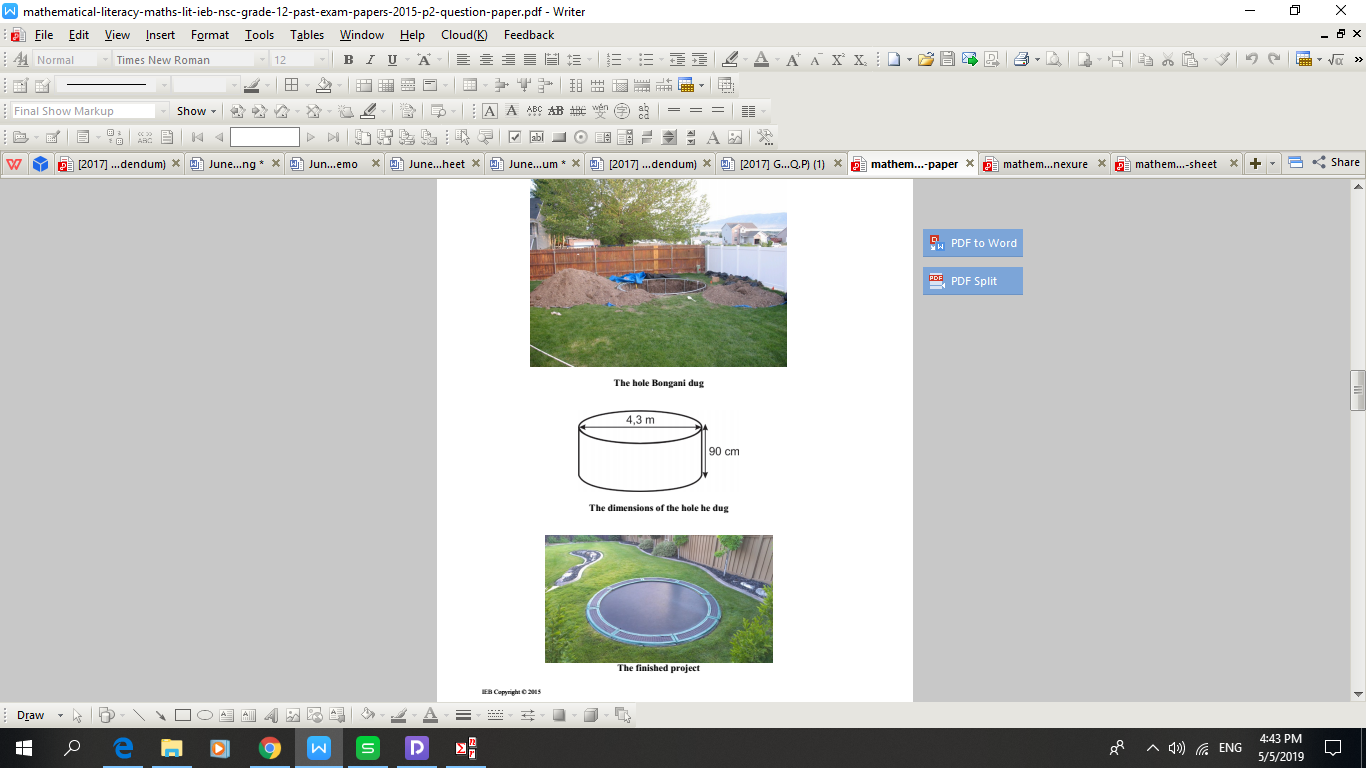 mathematical-literacy-maths-lit-ieb-nsc-grade-12-past-exam-papers-2015-p2-question-paper.pdf - Writer
File Edit View Insert Format Tools Tables Window Help Cloud(K) Feedback
Normal Times New Roman 12
Final Show Markup Show
[2017] ...dendum) June...ng * Jun...emo June...heet June...um * [2017] ...dendum) [2017] G...Q,P) (1) mathem...-paper mathem...nexure mathem...-sheet Share
PDF to Word
PDF Split
The hole Bongani dug
4,3 m
90 cm
The dimensions of the hole he dug
The finished project
IEB Copyright © 2015
Draw
ENG
4:43 PM
5/5/2019